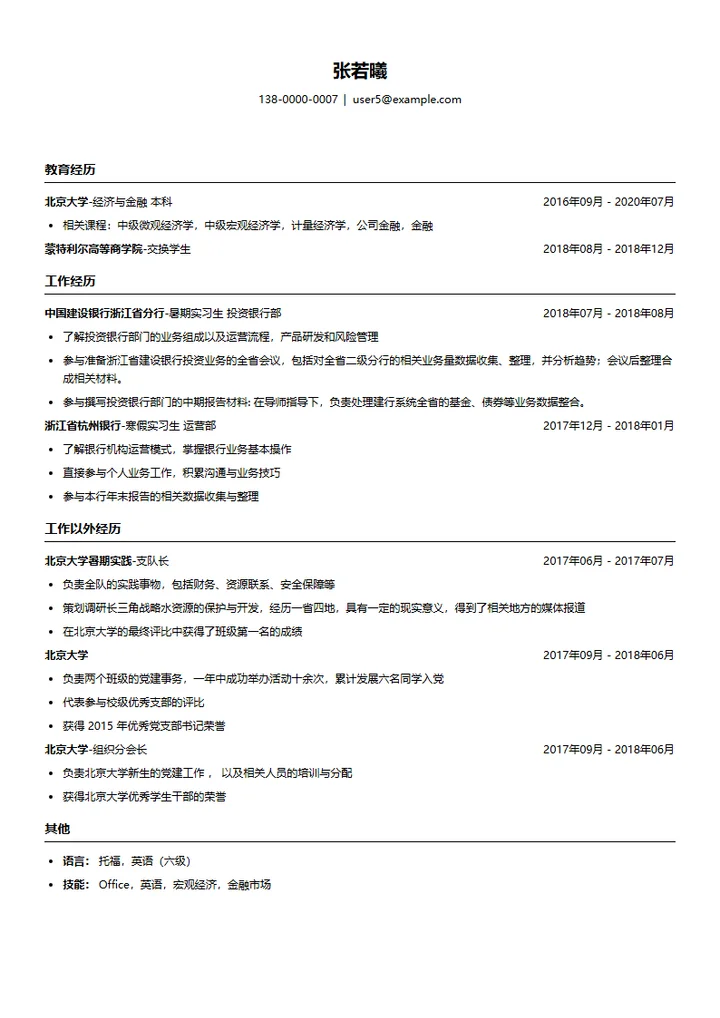 张若曦
138-0000-0007 | user5@example.com
教育经历
北京大学-经济与金融 本科 2016年09月 - 2020年07月
• 相关课程：中级微观经济学，中级宏观经济学，计量经济学，公司金融，金融
蒙特利尔高等商学院-交换学生 2018年08月 - 2018年12月
工作经历
中国建设银行浙江省分行-暑期实习生 投资银行部 2018年07月 - 2018年08月
• 了解投资银行部门的业务组成以及运营流程，产品研发和风险管理
• 参与准备浙江省建设银行投资业务的全省会议，包括对全省二级分行的相关业务量数据收集、整理，并分析趋势；会议后整理合
成相关材料。
• 参与撰写投资银行部门的中期报告材料: 在导师指导下，负责处理建行系统全省的基金、债券等业务数据整合。
浙江省杭州银行-寒假实习生 运营部 2017年12月 - 2018年01月
• 了解银行机构运营模式，掌握银行业务基本操作
• 直接参与个人业务工作，积累沟通与业务技巧
• 参与本行年末报告的相关数据收集与整理
工作以外经历
北京大学暑期实践-支队长 2017年06月 - 2017年07月
• 负责全队的实践事物，包括财务、资源联系、安全保障等
• 策划调研长三角战略水资源的保护与开发，经历一省四地，具有一定的现实意义，得到了相关地方的媒体报道
• 在北京大学的最终评比中获得了班级第一名的成绩
北京大学 2017年09月 - 2018年06月
• 负责两个班级的党建事务，一年中成功举办活动十余次，累计发展六名同学入党
• 代表参与校级优秀支部的评比
• 获得 2015 年优秀党支部书记荣誉
北京大学-组织分会长 2017年09月 - 2018年06月
• 负责北京大学新生的党建工作 ， 以及相关人员的培训与分配
• 获得北京大学优秀学生干部的荣誉
其他
• 语言： 托福，英语（六级）
• 技能： Office，英语，宏观经济，金融市场